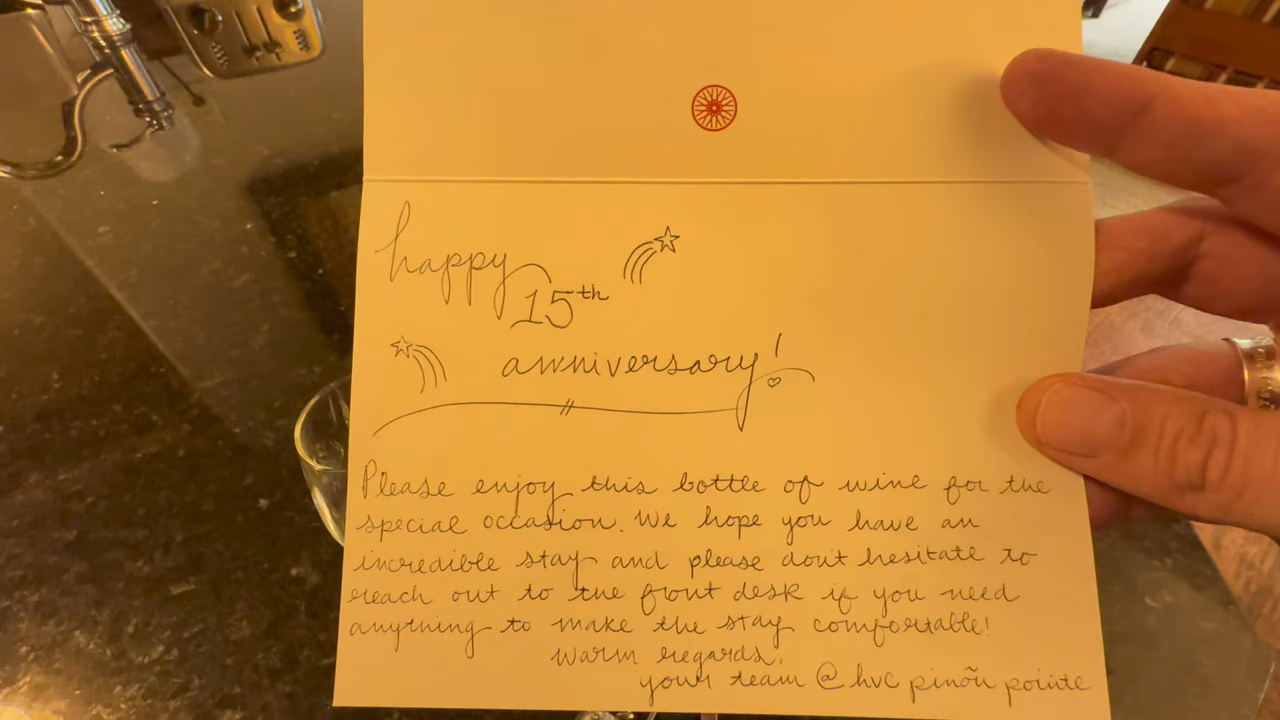 happy
15th
anniversary!
Please enjoy this bottle of wine for the
special occasion. We hope you have an
incredible stay and please don't hesitate to
reach out to the front desk if you need
anything to make the stay comfortable!
Warm regards,
your team @ hvc pinõn pointe